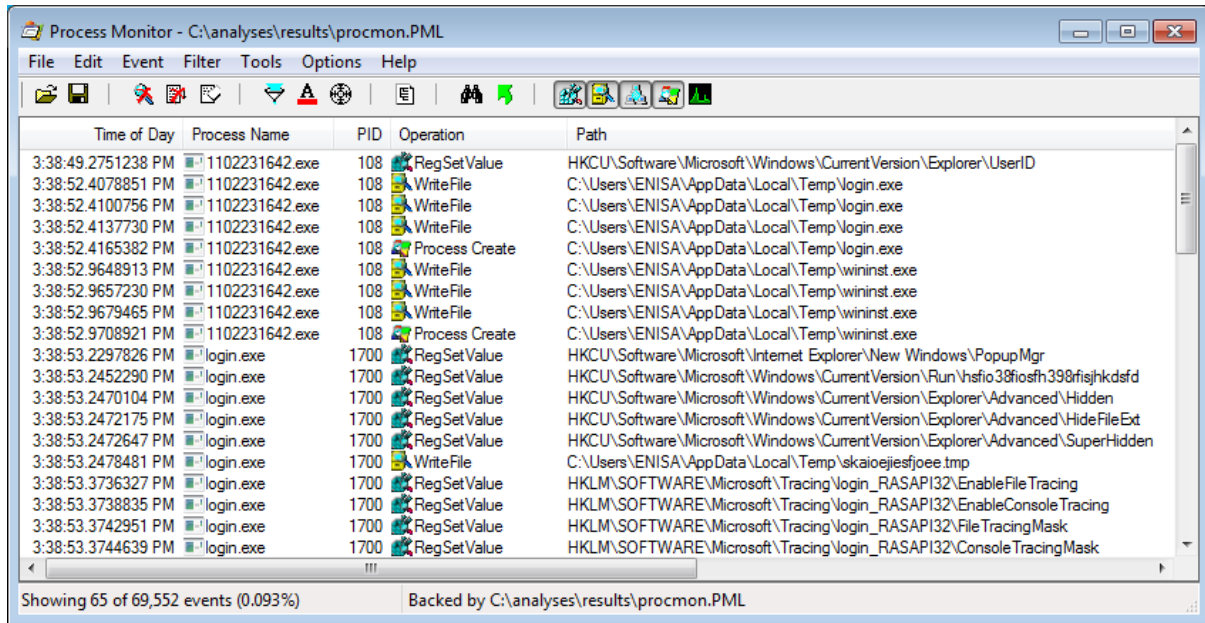 Process Monitor - C:\analyses\results\procmon.PML
File Edit Event Filter Tools Options Help
Time of Day Process Name PID Operation Path
3:38:49.2751238 PM 1102231642.exe 108 RegSetValue HKCU\Software\Microsoft\Windows\CurrentVersion\Explorer\UserID
3:38:52.4078851 PM 1102231642.exe 108 WriteFile C:\Users\ENISA\AppData\Local\Temp\login.exe
3:38:52.4100756 PM 1102231642.exe 108 WriteFile C:\Users\ENISA\AppData\Local\Temp\login.exe
3:38:52.4137730 PM 1102231642.exe 108 WriteFile C:\Users\ENISA\AppData\Local\Temp\login.exe
3:38:52.4165382 PM 1102231642.exe 108 Process Create C:\Users\ENISA\AppData\Local\Temp\login.exe
3:38:52.9648913 PM 1102231642.exe 108 WriteFile C:\Users\ENISA\AppData\Local\Temp\wininst.exe
3:38:52.9657230 PM 1102231642.exe 108 WriteFile C:\Users\ENISA\AppData\Local\Temp\wininst.exe
3:38:52.9679465 PM 1102231642.exe 108 WriteFile C:\Users\ENISA\AppData\Local\Temp\wininst.exe
3:38:52.9708921 PM 1102231642.exe 108 Process Create C:\Users\ENISA\AppData\Local\Temp\wininst.exe
3:38:53.2297826 PM login.exe 1700 RegSetValue HKCU\Software\Microsoft\Internet Explorer\New Windows\PopupMgr
3:38:53.2452290 PM login.exe 1700 RegSetValue HKCU\Software\Microsoft\Windows\CurrentVersion\Run\hsfio38fiosfh398rfisjhkdsfd
3:38:53.2470104 PM login.exe 1700 RegSetValue HKCU\Software\Microsoft\Windows\CurrentVersion\Explorer\Advanced\Hidden
3:38:53.2472175 PM login.exe 1700 RegSetValue HKCU\Software\Microsoft\Windows\CurrentVersion\Explorer\Advanced\HideFileExt
3:38:53.2472647 PM login.exe 1700 RegSetValue HKCU\Software\Microsoft\Windows\CurrentVersion\Explorer\Advanced\SuperHidden
3:38:53.2478481 PM login.exe 1700 WriteFile C:\Users\ENISA\AppData\Local\Temp\skaioejiesfjoee.tmp
3:38:53.3736327 PM login.exe 1700 RegSetValue HKLM\SOFTWARE\Microsoft\Tracing\login_RASAPI32\EnableFileTracing
3:38:53.3738835 PM login.exe 1700 RegSetValue HKLM\SOFTWARE\Microsoft\Tracing\login_RASAPI32\EnableConsoleTracing
3:38:53.3742951 PM login.exe 1700 RegSetValue HKLM\SOFTWARE\Microsoft\Tracing\login_RASAPI32\FileTracingMask
3:38:53.3744639 PM login.exe 1700 RegSetValue HKLM\SOFTWARE\Microsoft\Tracing\login_RASAPI32\ConsoleTracingMask
Showing 65 of 69,552 events (0.093%) Backed by C:\analyses\results\procmon.PML